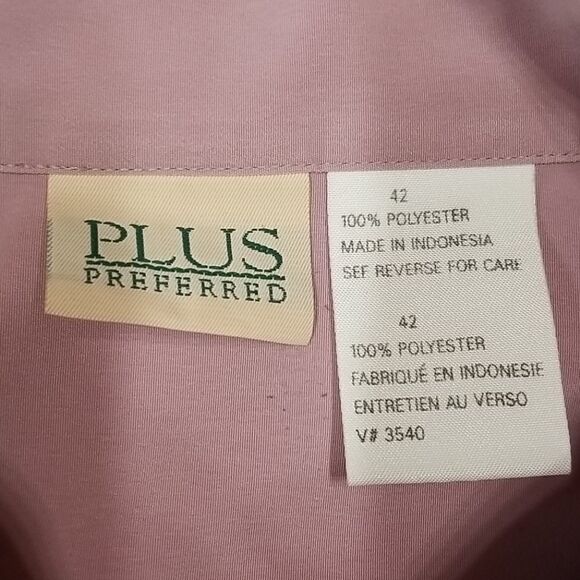 PLUS
PREFERRED
42
100% POLYESTER
MADE IN INDONESIA
SEE REVERSE FOR CARE
42
100% POLYESTER
FABRIQUÉ EN INDONESIE
ENTRETIEN AU VERSO
V# 3540